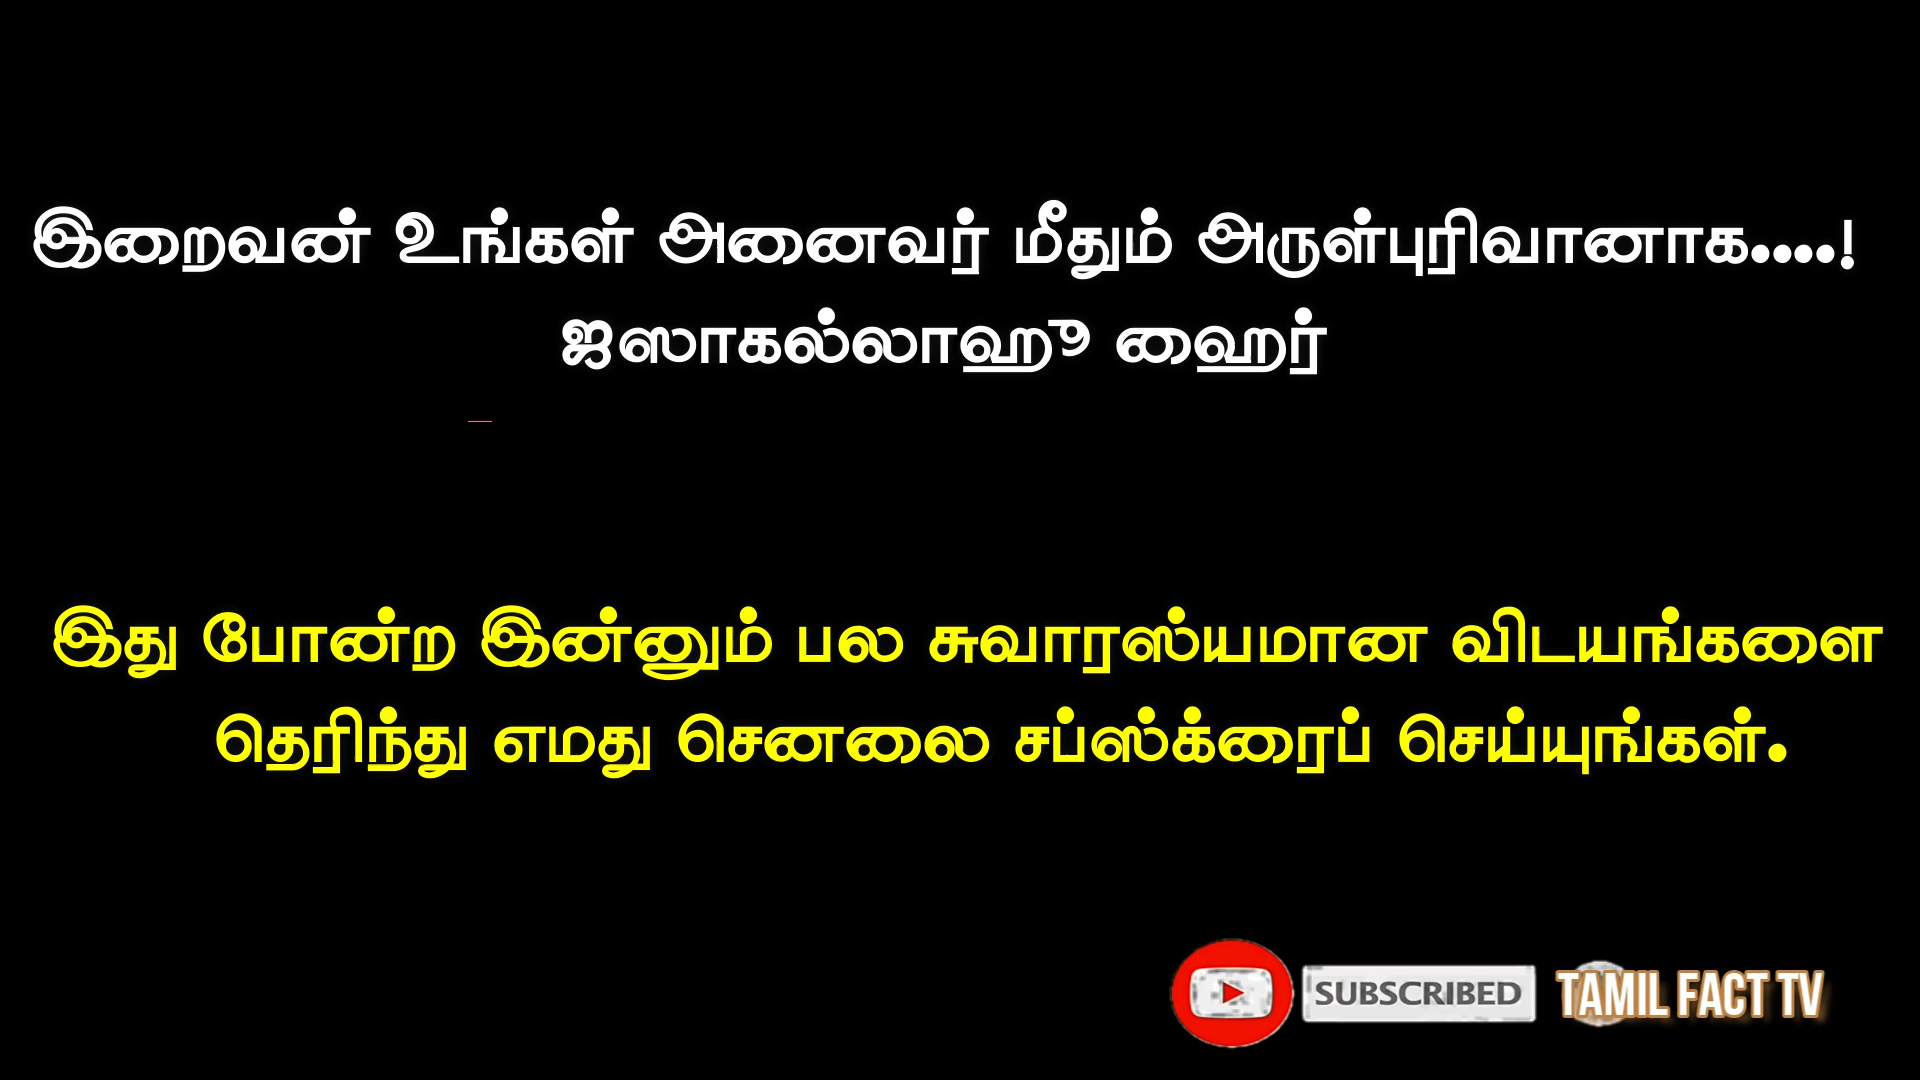 இறைவன் உங்கள் அனைவர் மீதும் அருள்புரிவானாக....!
ஜஸாகல்லாஹூ ஹைர்
இது போன்ற இன்னும் பல சுவாரஸ்யமான விடயங்களை
தெரிந்து எமது செனலை சப்ஸ்க்ரைப் செய்யுங்கள்.
SUBSCRIBED TAMIL FACT TV